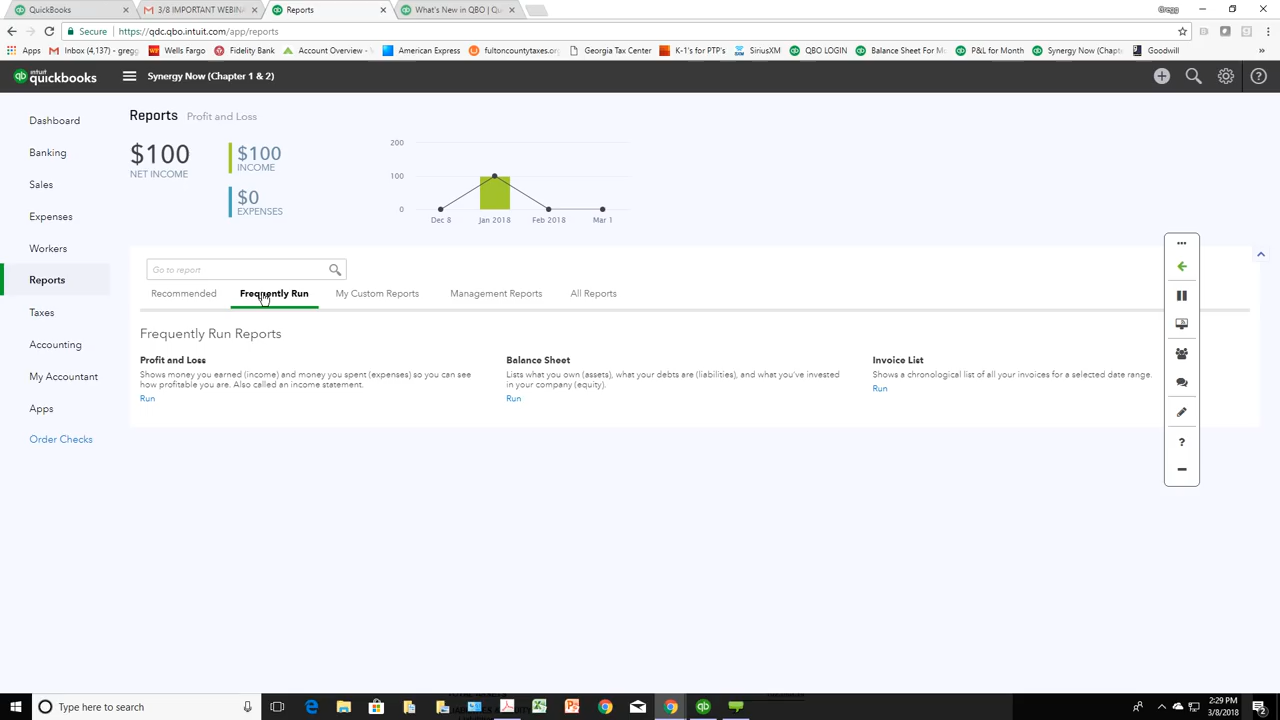 QuickBooks
3/8 IMPORTANT WEBINA
Reports
What's New in QBO | Qu
Gregg
Secure
https://qdc.qbo.intuit.com/app/reports
Apps
Inbox (4,137) - gregg
Wells Fargo
Fidelity Bank
Account Overview -
American Express
fultoncountytaxes.or
Georgia Tax Center
K-1's for PTP's
SiriusXM
QBO LOGIN
Balance Sheet For M
P&L for Month
Synergy Now (Chapt
Goodwill
intuit
quickbooks
Synergy Now (Chapter 1 & 2)
Dashboard
Banking
Sales
Expenses
Workers
Reports
Taxes
Accounting
My Accountant
Apps
Order Checks
Reports Profit and Loss
$100
NET INCOME
$100
INCOME
$0
EXPENSES
200
100
0
Dec 8
Jan 2018
Feb 2018
Mar 1
Go to report
Recommended
Frequently Run
My Custom Reports
Management Reports
All Reports
Frequently Run Reports
Profit and Loss
Shows money you earned (income) and money you spent (expenses) so you can see
how profitable you are. Also called an income statement.
Run
Balance Sheet
Lists what you own (assets), what your debts are (liabilities), and what you've invested
in your company (equity).
Run
Invoice List
Shows a chronological list of all your invoices for a selected date range.
Run
Type here to search
2:29 PM
3/8/2018